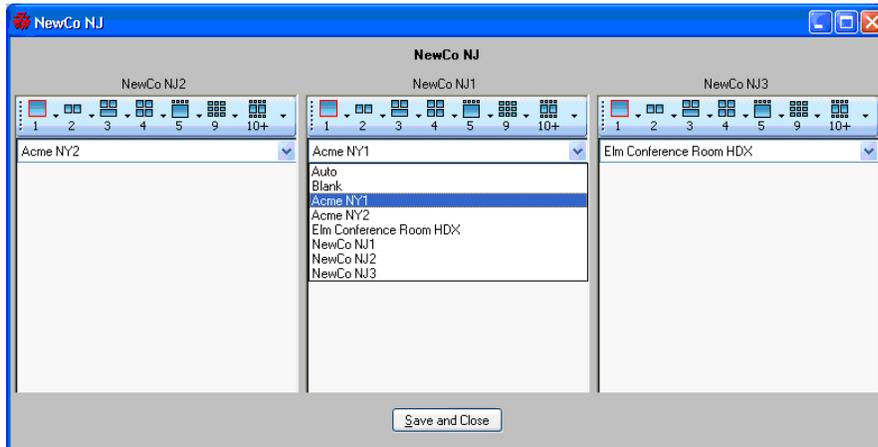 NewCo NJ
NewCo NJ
NewCo NJ2
NewCo NJ1
NewCo NJ3
1 2 3 4 5 9 10+
1 2 3 4 5 9 10+
1 2 3 4 5 9 10+
Acme NY2
Acme NY1
Elm Conference Room HDX
Auto
Blank
Acme NY1
Acme NY2
Elm Conference Room HDX
NewCo NJ1
NewCo NJ2
NewCo NJ3
Save and Close